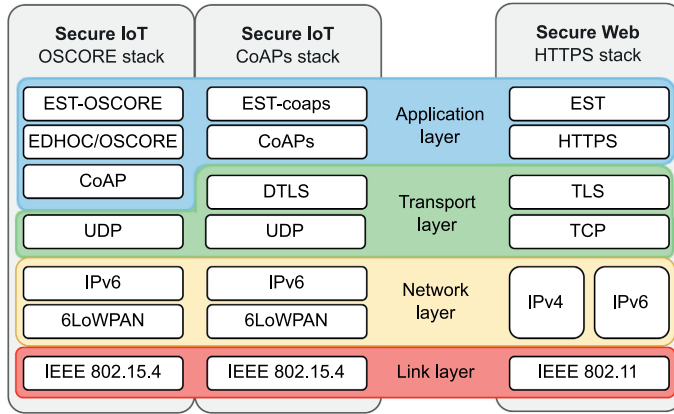 Secure IoT
OSCORE stack
Secure IoT
CoAPs stack
Secure Web
HTTPS stack
EST-OSCORE
EST-coaps
EST
EDHOC/OSCORE
CoAPs
HTTPS
Application
layer
CoAP
DTLS
TLS
UDP
UDP
TCP
Transport
layer
IPv6
IPv6
IPv4
IPv6
6LoWPAN
6LoWPAN
Network
layer
IEEE 802.15.4
IEEE 802.15.4
Link layer
IEEE 802.11